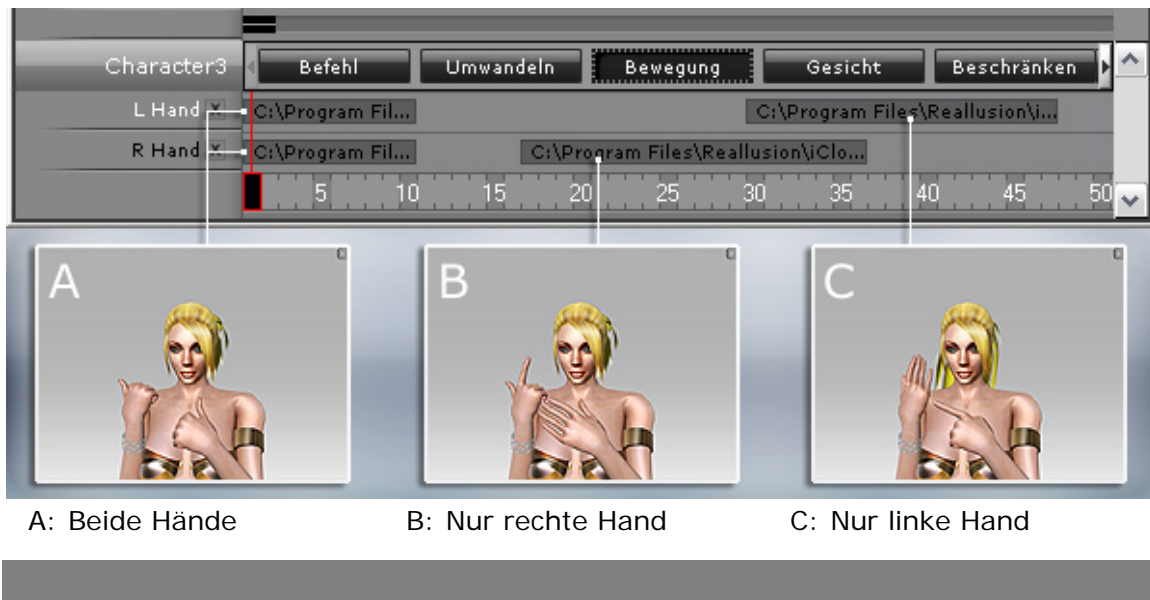 Character3 Befehl Umwandeln Bewegung Gesicht Beschränken
L Hand x C:\Program Fil... C:\Program Files\Reallusion\i...
R Hand x C:\Program Fil... C:\Program Files\Reallusion\iClo...
5 10 15 20 25 30 35 40 45 50
A B C
A: Beide Hände B: Nur rechte Hand C: Nur linke Hand